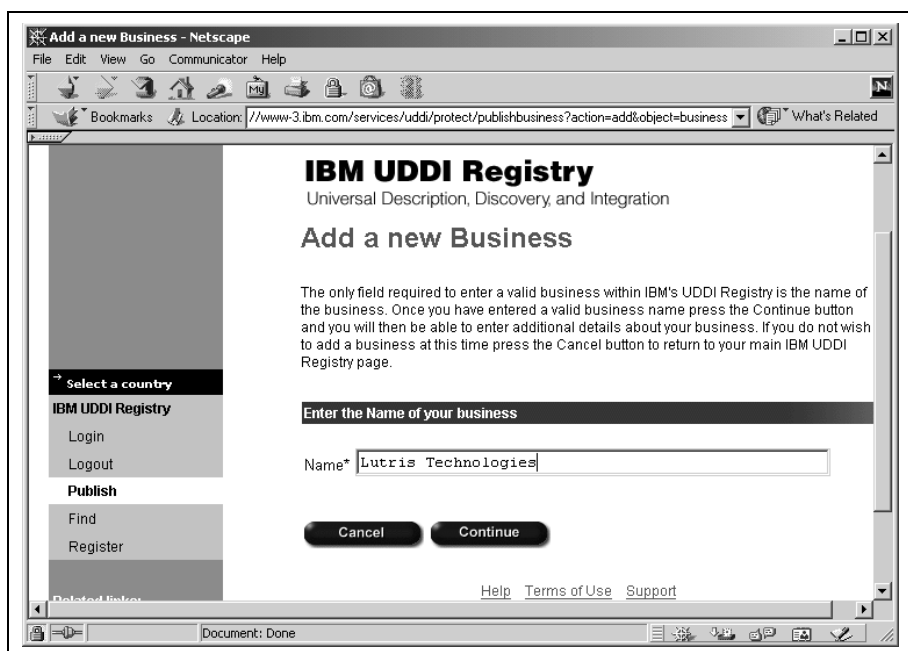 Add a new Business - Netscape
File Edit View Go Communicator Help
My
N
Bookmarks Location: //www-3.ibm.com/services/uddi/protect/publishbusiness?action=add&object=business What's Related
IBM UDDI Registry
Universal Description, Discovery, and Integration
Add a new Business
The only field required to enter a valid business within IBM's UDDI Registry is the name of
the business. Once you have entered a valid business name press the Continue button
and you will then be able to enter additional details about your business. If you do not wish
to add a business at this time press the Cancel button to return to your main IBM UDDI
Registry page.
Select a country
IBM UDDI Registry
Login
Logout
Publish
Find
Register
Related links:
Enter the Name of your business
Name* Lutris Technologies
Cancel Continue
Help Terms of Use Support
Document: Done